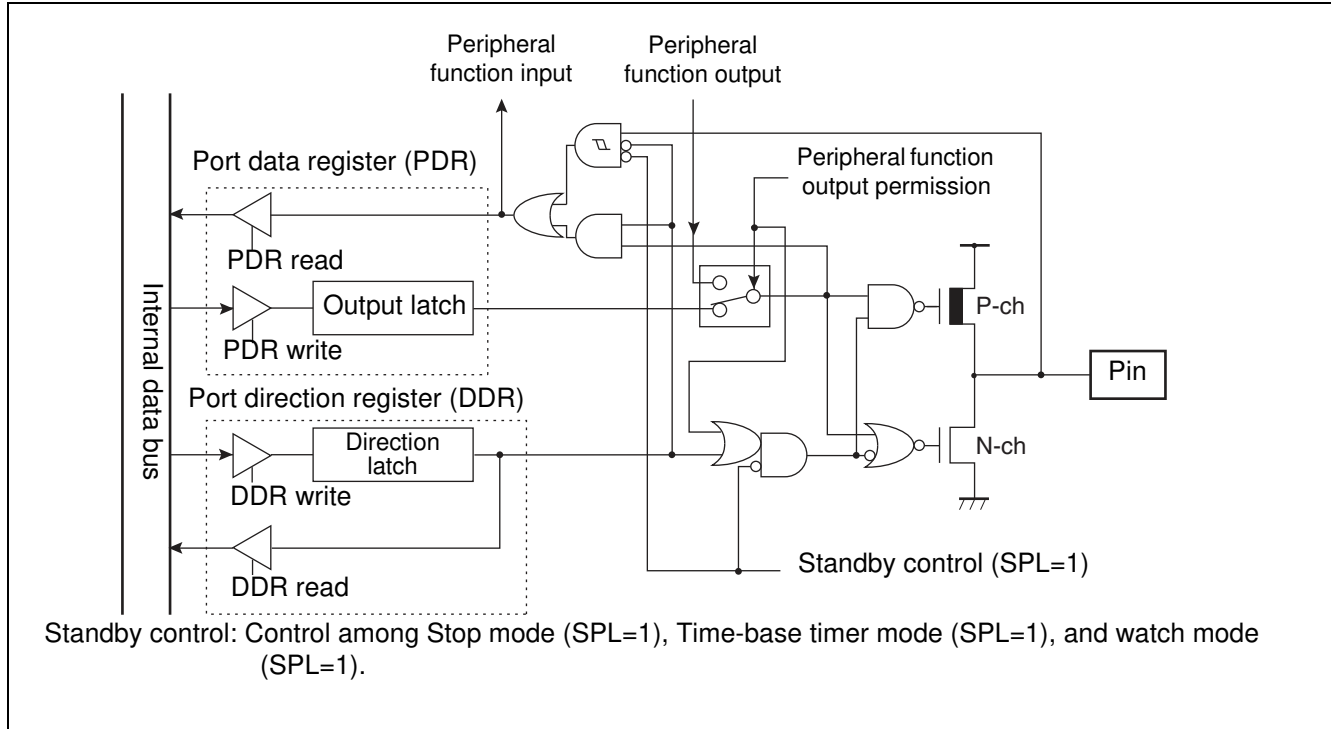 Peripheral
function input
Peripheral
function output
Port data register (PDR)
Peripheral function
output permission
PDR read
Output latch
PDR write
P-ch
Pin
Internal data bus
Port direction register (DDR)
Direction
latch
N-ch
DDR write
Standby control (SPL=1)
DDR read
Standby control: Control among Stop mode (SPL=1), Time-base timer mode (SPL=1), and watch mode
(SPL=1).